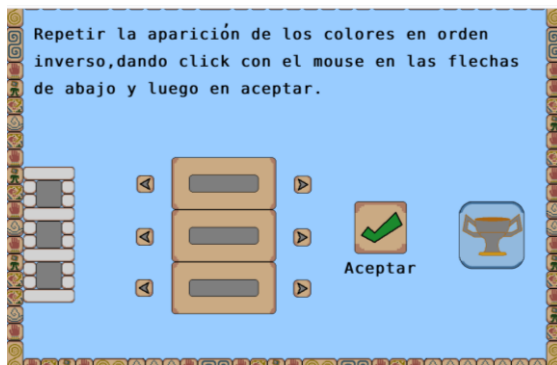 Repetir la aparición de los colores en orden
inverso,dando click con el mouse en las flechas
de abajo y luego en aceptar.
Aceptar